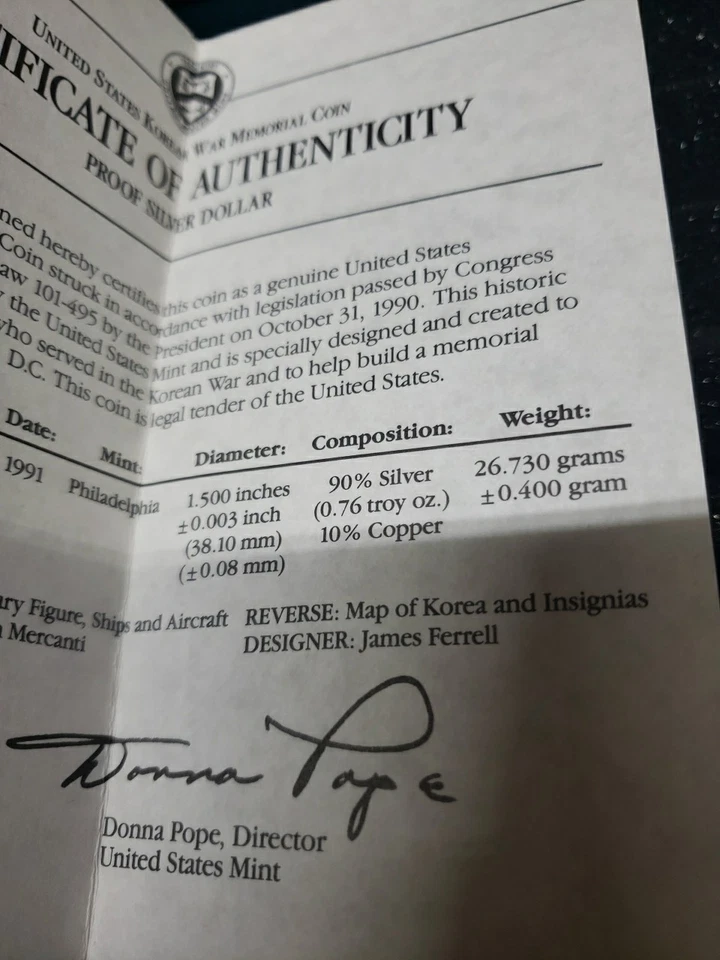 UNITED STATES KOREAN WAR MEMORIAL COIN
IFICATE OF AUTHENTICITY
PROOF SILVER DOLLAR
ned hereby certifies this coin as a genuine United States
Coin struck in accordance with legislation passed by Congress
aw 101-495 by the President on October 31, 1990. This historic
the United States Mint and is specially designed and created to
who served in the Korean War and to help build a memorial
D.C. This coin is legal tender of the United States.
Date: Mint: Diameter: Composition: Weight:
1991 Philadelphia 1.500 inches 90% Silver 26.730 grams
±0.003 inch (0.76 troy oz.) ±0.400 gram
(38.10 mm) 10% Copper
(±0.08 mm)
ary Figure, Ships and Aircraft REVERSE: Map of Korea and Insignias
Mercanti DESIGNER: James Ferrell
Donna Pope
Donna Pope, Director
United States Mint